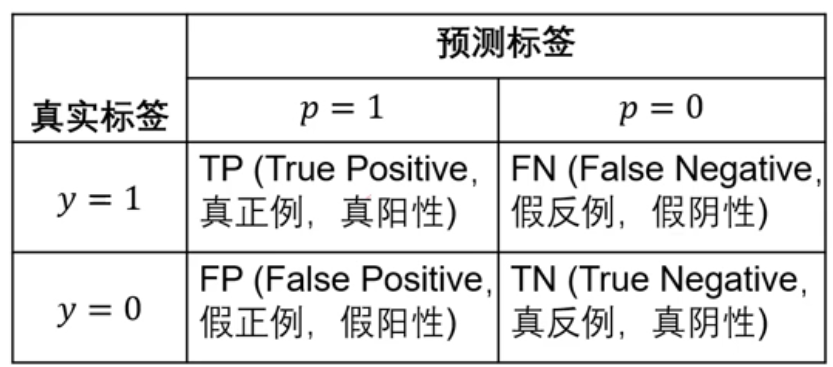 预测标签
真实标签
p = 1
p = 0
y = 1
TP (True Positive,
真正例，真阳性)
FN (False Negative,
假反例，假阴性)
y = 0
FP (False Positive,
假正例，假阳性)
TN (True Negative,
真反例，真阴性)